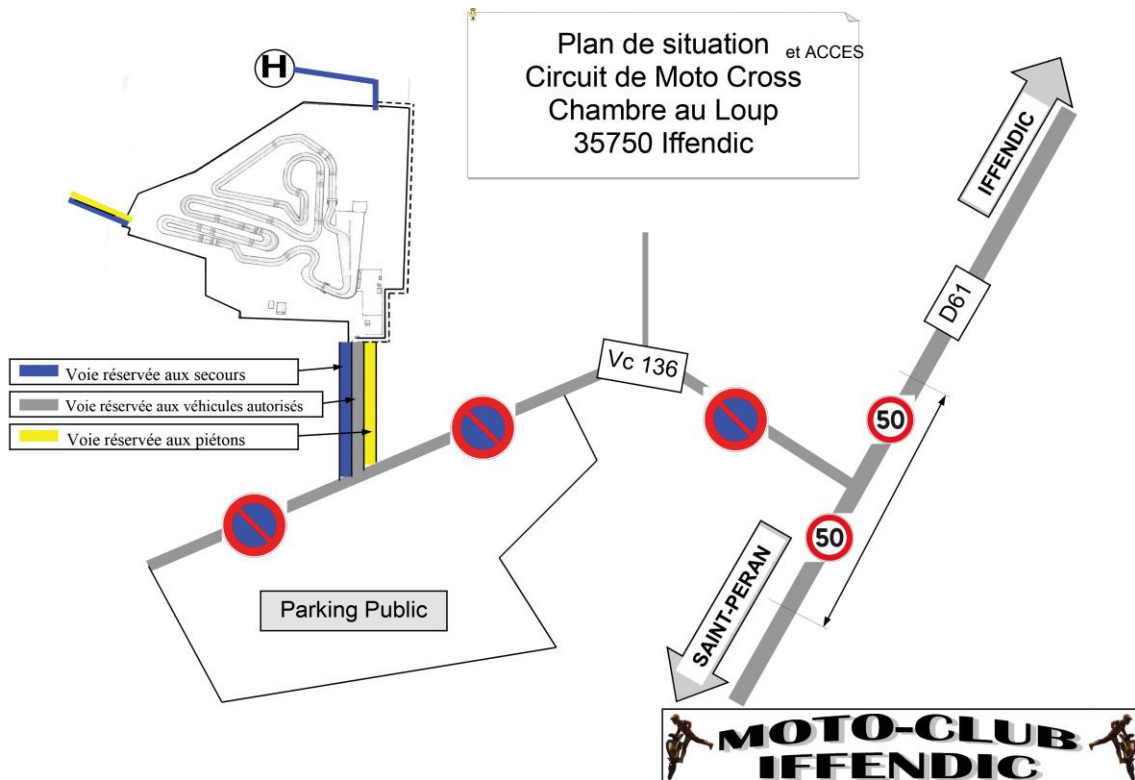 H
Plan de situation
et ACCES
Circuit de Moto Cross
Chambre au Loup
35750 Iffendic
IFFENDIC
D61
Vc 136
Voie réservée aux secours
Voie réservée aux véhicules autorisés
Voie réservée aux piétons
50
50
Parking Public
SAINT-PERAN
MOTO-CLUB
IFFENDIC